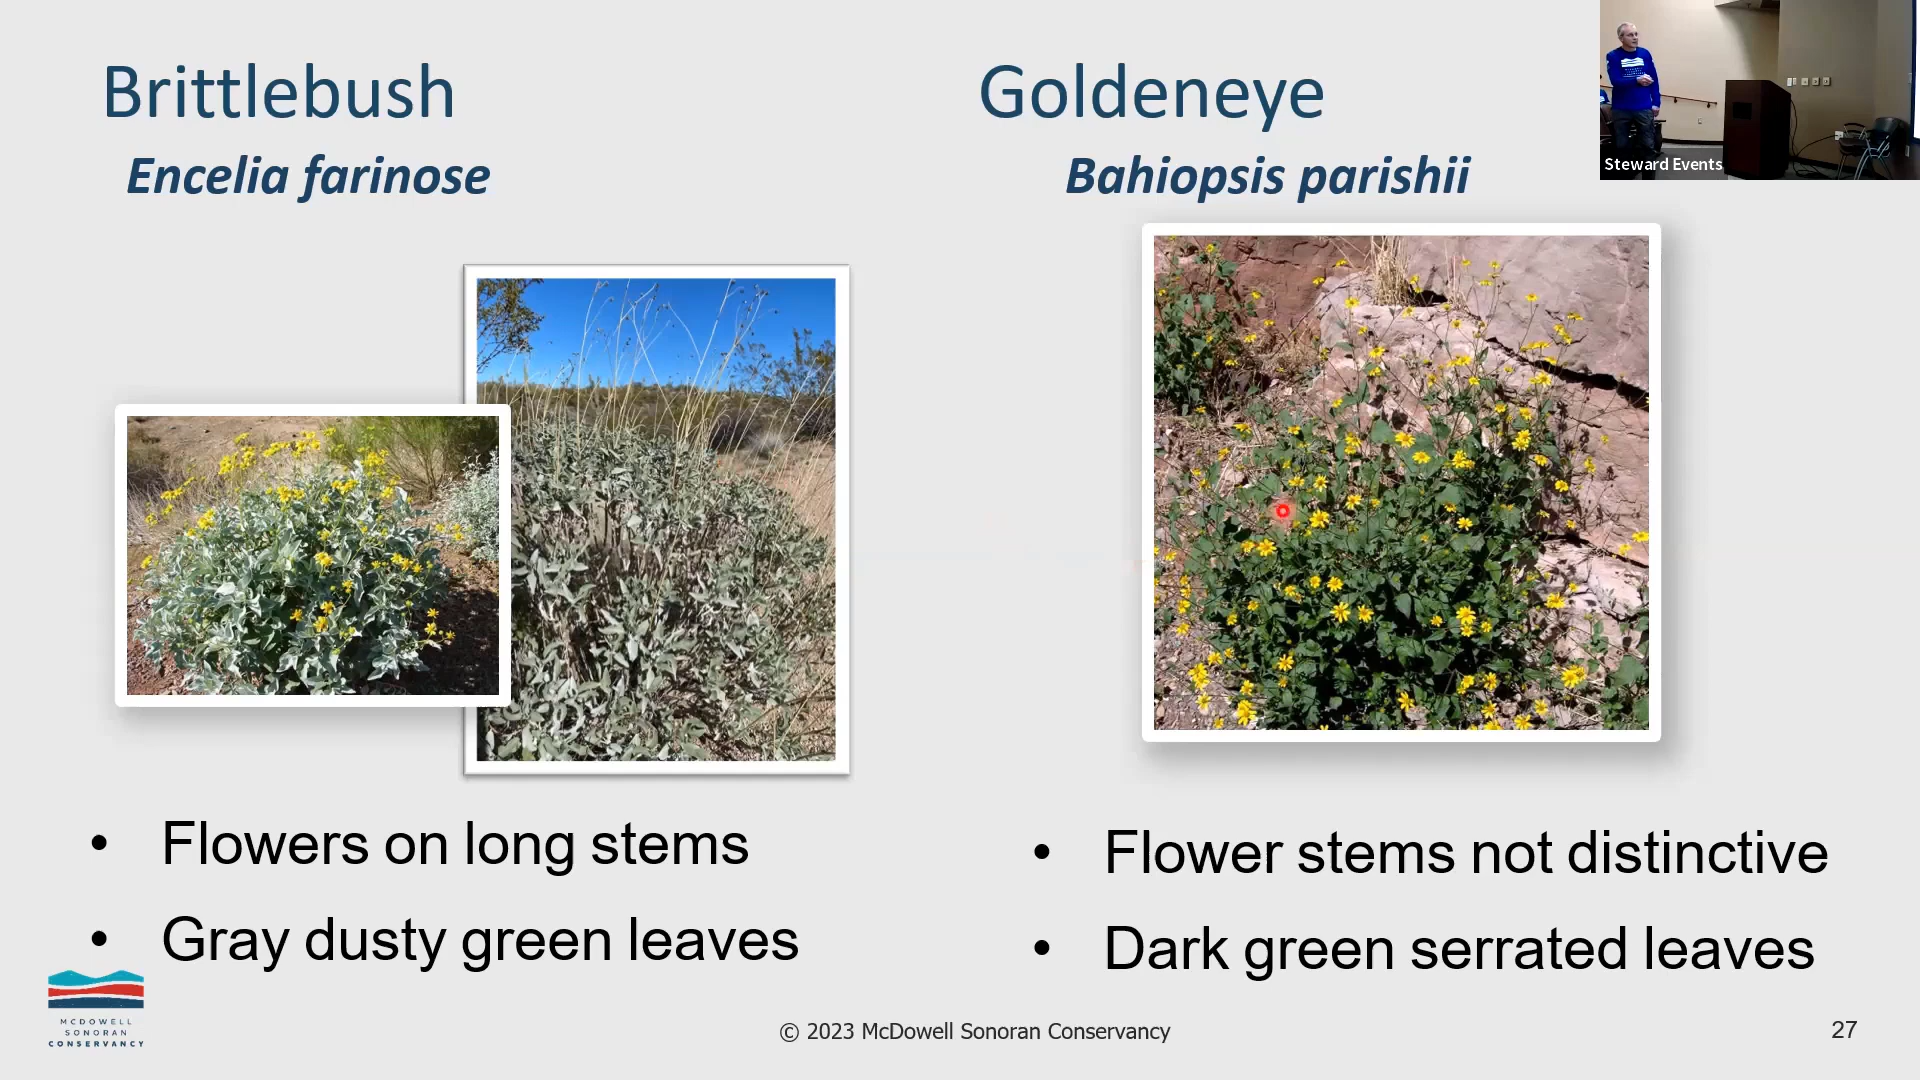 Brittlebush
Encelia farinose
Goldeneye
Bahiopsis parishii
Steward Events
• Flowers on long stems
• Gray dusty green leaves
• Flower stems not distinctive
• Dark green serrated leaves
MCDOWELL
SONORAN
CONSERVANCY
© 2023 McDowell Sonoran Conservancy
27